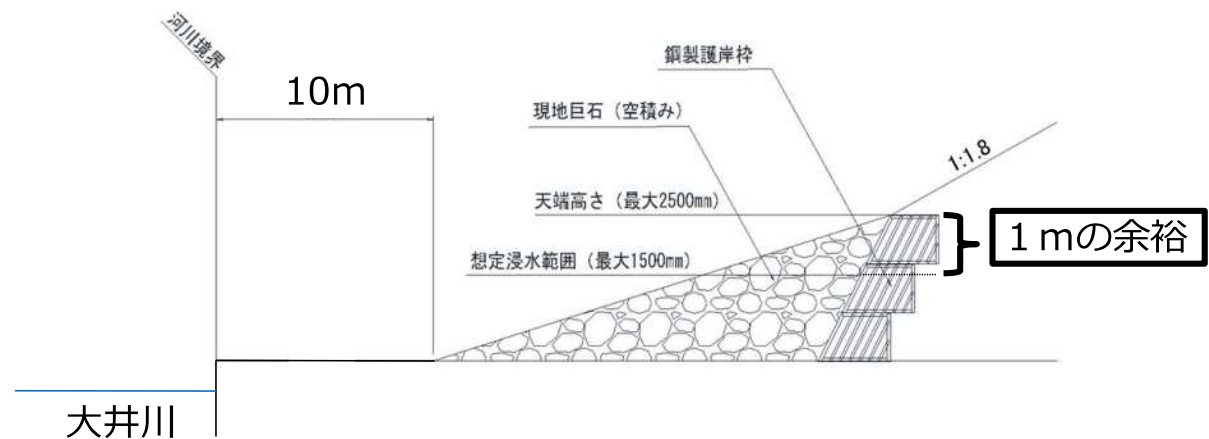 河川境界
10m
鋼製護岸枠
現地巨石（空積み）
1:1.8
天端高さ（最大2500㎜）
１ｍの余裕
想定浸水範囲（最大1500㎜）
大井川